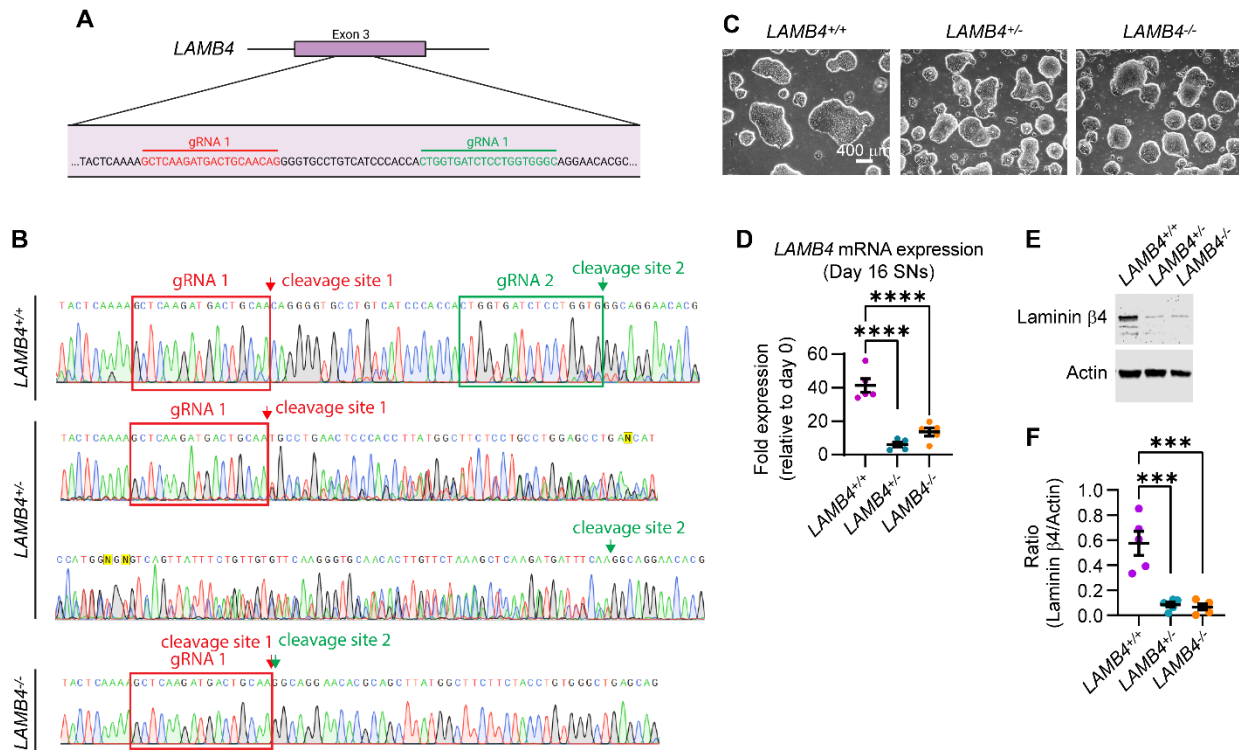 A
LAMB4
Exon 3
gRNA 1
gRNA 1
...TACTCAAAAGCTCAAGATGACTGCAACAGGGGTGCCTGTCATCCCACCACTGGTGATCTCCTGGTGGGCAGGAACACGC...
B
LAMB4+/+
gRNA 1
cleavage site 1
gRNA 2
cleavage site 2
TACTCAAAAGCTCAAGATGACTGCAACAGGGGTGCCTGTCATCCCACCACTGGTGATCTCCTGGTGGGCAGGAACACG
LAMB4+/-
gRNA 1
cleavage site 1
TACTCAAAAGCTCAAGATGACTGCAATGCCTGAACTCCCACCTTATGGCTTCTCCTGCCTGGAGCCTGANCAT
cleavage site 2
CCATGGNGNGTCAGTTATTTCTGTTGTGTTCAAGGGTGCAACACTTGTTCTAAAGCTCAAGATGATTTCAAGGCAGGAACACG
LAMB4-/-
cleavage site 1
cleavage site 2
gRNA 1
TACTCAAAAGCTCAAGATGACTGCAAGGCAGGAACACGCAGCTTATGGCTTCTTCTACCTGTGGGCTGAGCAG
C
LAMB4+/+
LAMB4+/-
LAMB4-/-
400 μm
D
LAMB4 mRNA expression
(Day 16 SNs)
Fold expression
(relative to day 0)
60
40
20
0
****
****
LAMB4+/+
LAMB4+/-
LAMB4-/-
E
LAMB4+/+
LAMB4+/-
LAMB4-/-
Laminin β4
Actin
F
Ratio
(Laminin β4/Actin)
1.0
0.8
0.6
0.4
0.2
0.0
***
***
LAMB4+/+
LAMB4+/-
LAMB4-/-